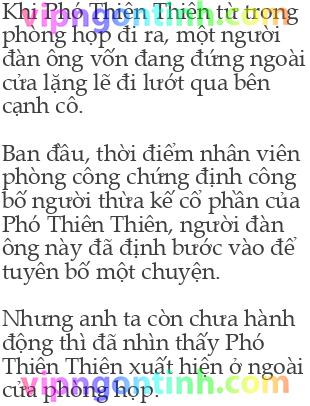 Khi Phó Thiên Thiên từ trong
vipngontinh.com
phòng họp đi ra, một người
đàn ông vốn đang đứng ngoài
cửa lặng lẽ đi lướt qua bên
cạnh cô.
Ban đầu, thời điểm nhân viên
phòng công chứng định công
bố người thừa kế cổ phần của
Phó Thiên Thiên, người đàn
ông này đã định bước vào để
tuyên bố một chuyện.
Nhưng anh ta còn chưa hành
động thì đã nhìn thấy Phó
Thiên Thiên xuất hiện ở ngoài
vipngontinh.com
cửa phòng họp.